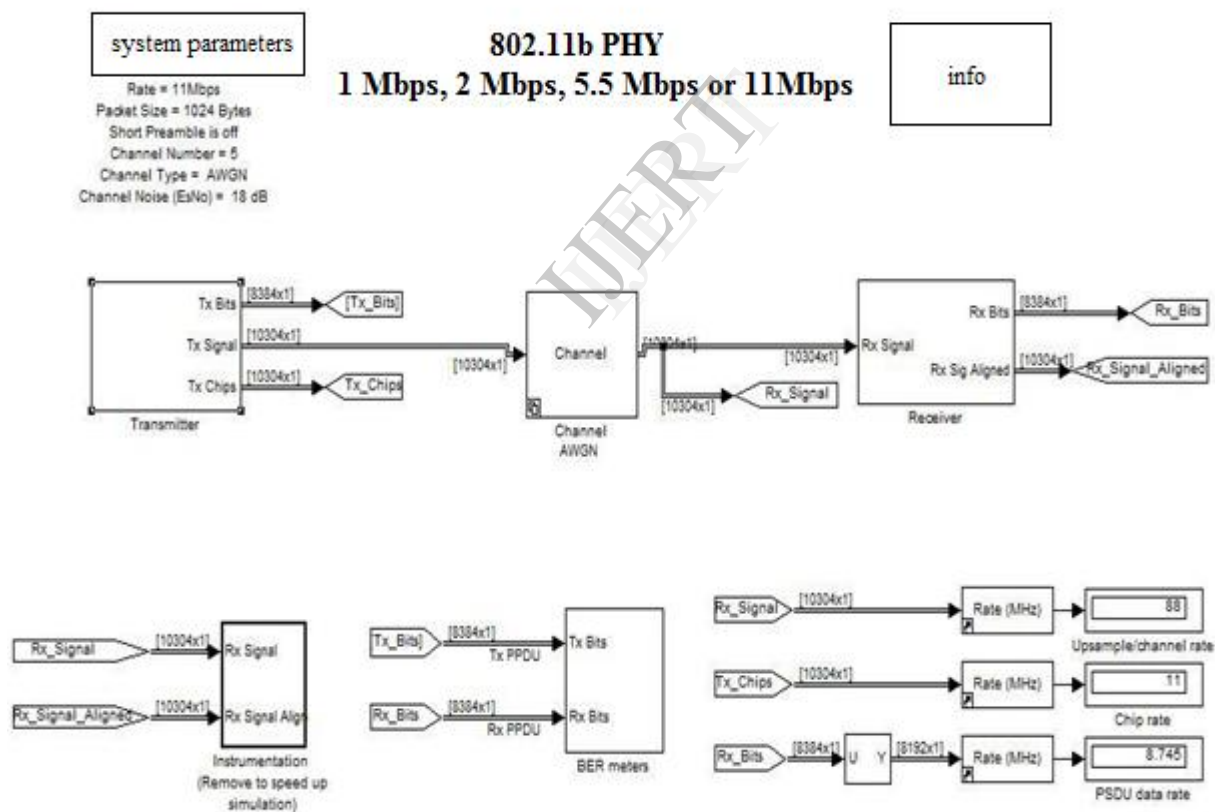 system parameters
802.11b PHY
1 Mbps, 2 Mbps, 5.5 Mbps or 11Mbps
info
Rate = 11Mbps
Packet Size = 1024 Bytes
Short Preamble is off
Channel Number = 5
Channel Type = AWGN
Channel Noise (EsNo) = 18 dB
IJERT
Tx Bits
[8384x1]
[Tx_Bits]
Tx Signal
[10304x1]
Tx Chips
[10304x1]
Tx_Chips
Transmitter
[10304x1]
Channel
Channel
AWGN
[10304x1]
[10304x1]
Rx_Signal
[10304x1]
Rx Signal
Rx Bits
[8384x1]
Rx_Bits
Rx Sig Aligned
[10304x1]
Rx_Signal_Aligned
Receiver
Rx_Signal
[10304x1]
Rx Signal
Rx_Signal_Aligned
[10304x1]
Rx Signal Align
Instrumentation
(Remove to speed up
simulation)
Tx_Bits]
[8384x1]
Tx PPDU
Tx Bits
Rx_Bits
[8384x1]
Rx PPDU
Rx Bits
BER meters
Rx_Signal
[10304x1]
Rate (MHz)
88
Upsample/channel rate
Tx_Chips
[10304x1]
Rate (MHz)
11
Chip rate
Rx_Bits
[8384x1]
U Y
[8192x1]
Rate (MHz)
8.745
PSDU data rate